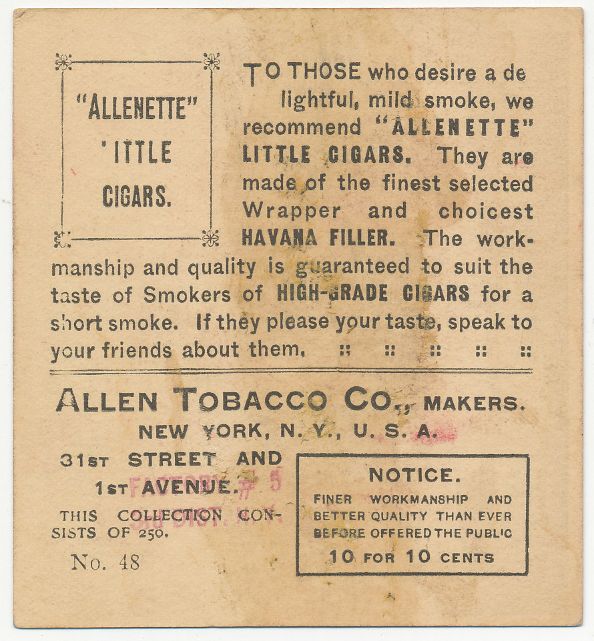 "ALLENETTE"
'ITTLE
CIGARS.
TO THOSE who desire a de
lightful, mild smoke, we
recommend "ALLENETTE"
LITTLE CIGARS. They are
made of the finest selected
Wrapper and choicest
HAVANA FILLER. The work-
manship and quality is guaranteed to suit the
taste of Smokers of HIGH-GRADE CIGARS for a
short smoke. If they please your taste, speak to
your friends about them. :: :: :: :: ::
ALLEN TOBACCO CO., MAKERS.
NEW YORK, N. Y., U. S. A.
31ST STREET AND
1ST AVENUE.
FACTORY # 5
DIST.
THIS COLLECTION CON-
SISTS OF 250.
No. 48
NOTICE.
FINER WORKMANSHIP AND
BETTER QUALITY THAN EVER
BEFORE OFFERED THE PUBLIC
10 FOR 10 CENTS